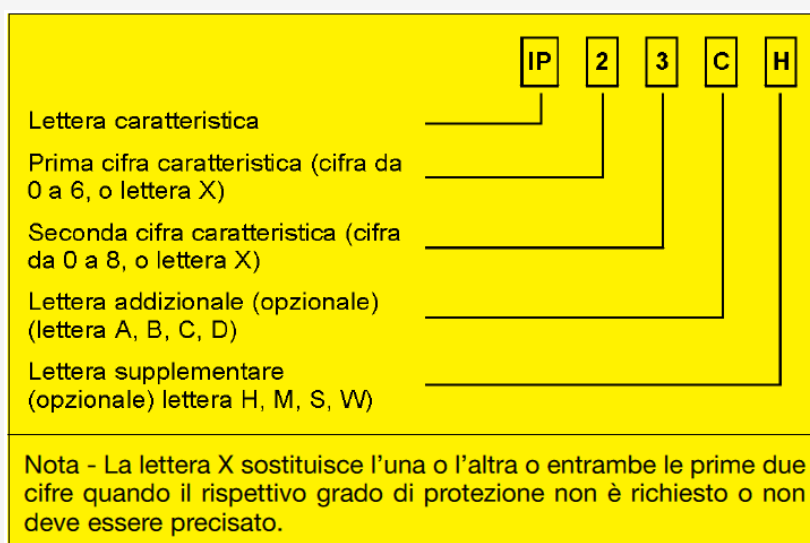 IP 2 3 C H
Lettera caratteristica
Prima cifra caratteristica (cifra da
0 a 6, o lettera X)
Seconda cifra caratteristica (cifra
da 0 a 8, o lettera X)
Lettera addizionale (opzionale)
(lettera A, B, C, D)
Lettera supplementare
(opzionale) lettera H, M, S, W)
Nota - La lettera X sostituisce l’una o l’altra o entrambe le prime due
cifre quando il rispettivo grado di protezione non è richiesto o non
deve essere precisato.